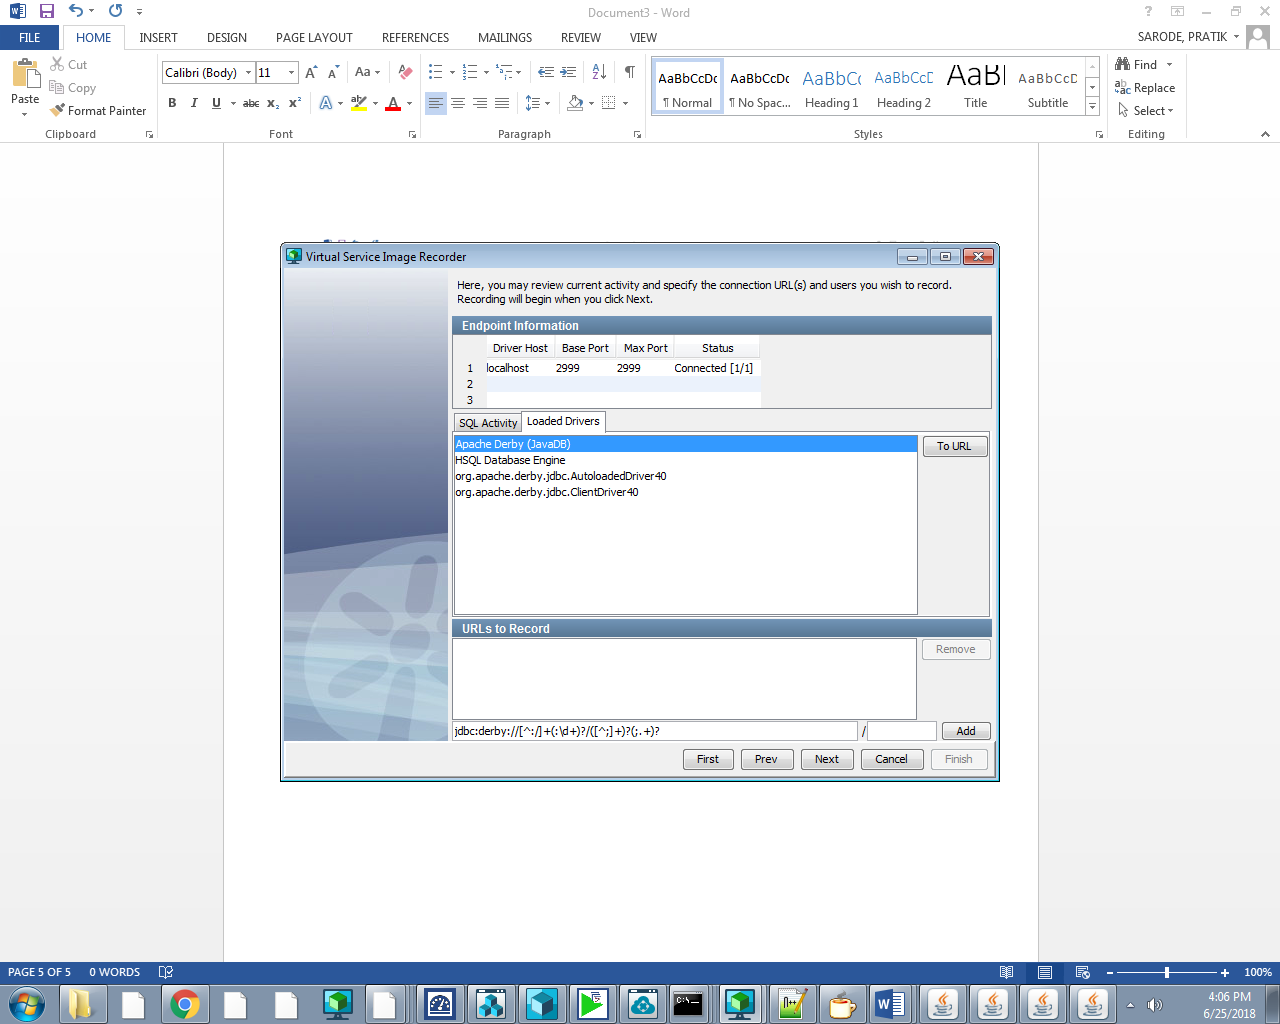 Document3 - Word
FILE HOME INSERT DESIGN PAGE LAYOUT REFERENCES MAILINGS REVIEW VIEW SARODE, PRATIK
Paste Cut Copy Format Painter
Calibri (Body) 11 Aa
B I U abc x₂ x² A A
AaBbCcDc AaBbCcDc AaBbCc AaBbCcD AaB AaBbCcD
¶ Normal ¶ No Spac... Heading 1 Heading 2 Title Subtitle
Find
Replace
Select
Clipboard Font Paragraph Styles Editing
Virtual Service Image Recorder
Here, you may review current activity and specify the connection URL(s) and users you wish to record.
Recording will begin when you click Next.
Endpoint Information
Driver Host Base Port Max Port Status
1 localhost 2999 2999 Connected [1/1]
2
3
SQL Activity Loaded Drivers
Apache Derby (JavaDB) To URL
HSQL Database Engine
org.apache.derby.jdbc.AutoloadedDriver40
org.apache.derby.jdbc.ClientDriver40
URLs to Record
Remove
jdbc:derby://[^:/]+(:\d+)?/([^;]+)?(;.+)? / Add
First Prev Next Cancel Finish
PAGE 5 OF 5 0 WORDS 100%
4:06 PM
6/25/2018